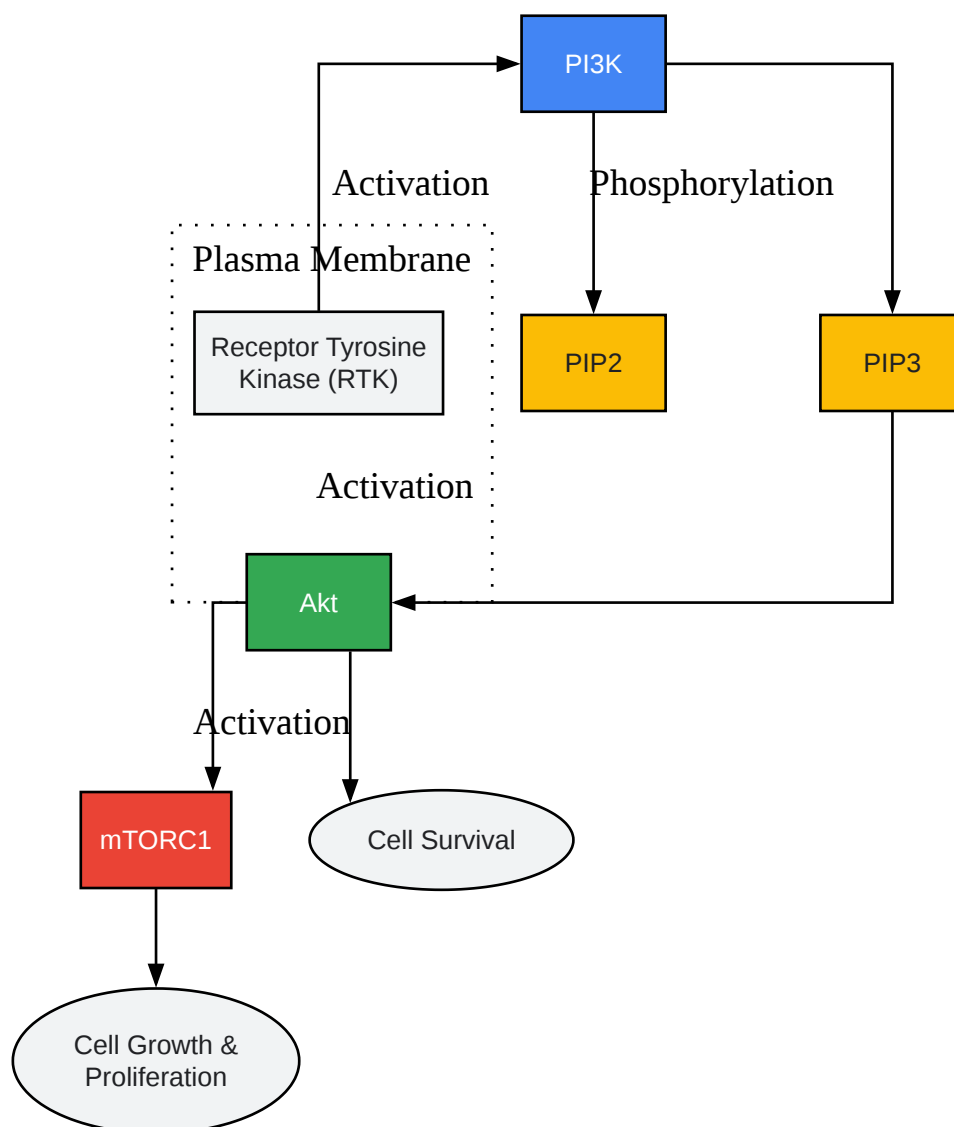 PI3K
Activation
Phosphorylation
Plasma Membrane
Receptor Tyrosine
Kinase (RTK)
PIP2
PIP3
Activation
Akt
Activation
mTORC1
Cell Survival
Cell Growth &
Proliferation